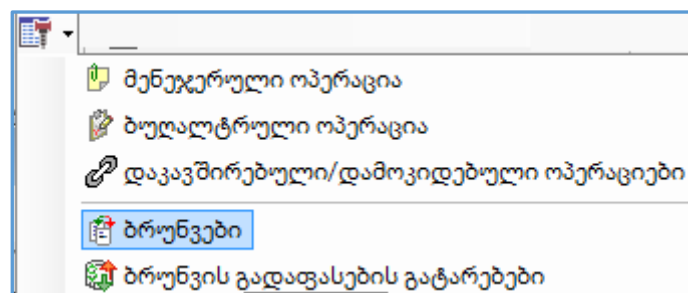 მენეჯერული ოპერაცია
ბუღალტრული ოპერაცია
დაკავშირებული/დამოკიდებული ოპერაციები
ბრუნვები
ბრუნვის გადაფასების გატარებები